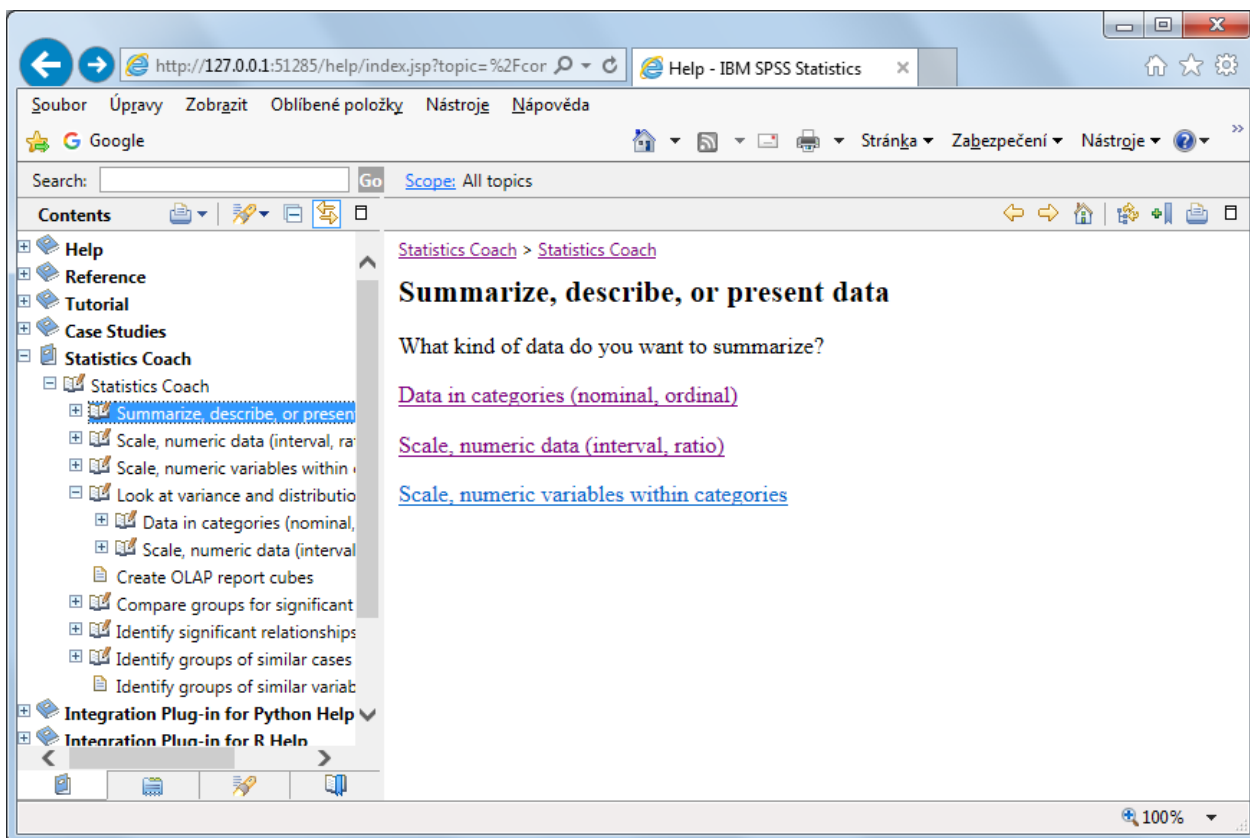 http://127.0.0.1:51285/help/index.jsp?topic=%2Fcor
Help - IBM SPSS Statistics
Soubor Úpravy Zobrazit Oblíbené položky Nástroje Nápověda
Google
Stránka Zabezpečení Nástroje
Search: Go Scope: All topics
Contents
Help
Reference
Tutorial
Case Studies
Statistics Coach
Statistics Coach
Summarize, describe, or presen
Scale, numeric data (interval, ra
Scale, numeric variables within
Look at variance and distributio
Data in categories (nominal,
Scale, numeric data (interval
Create OLAP report cubes
Compare groups for significant
Identify significant relationships
Identify groups of similar cases
Identify groups of similar variab
Integration Plug-in for Python Help
Integration Plug-in for R Help
Statistics Coach > Statistics Coach
Summarize, describe, or present data
What kind of data do you want to summarize?
Data in categories (nominal, ordinal)
Scale, numeric data (interval, ratio)
Scale, numeric variables within categories
100%